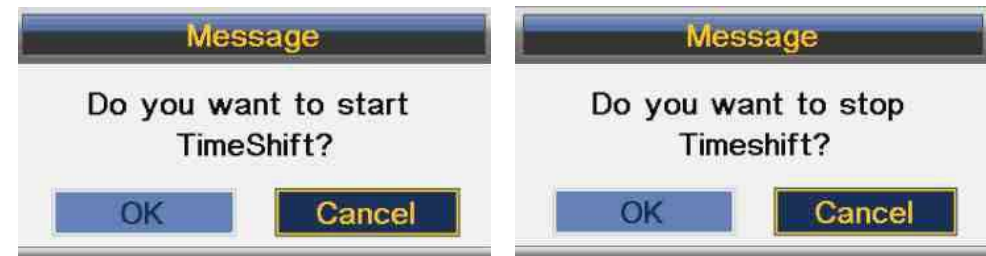 Message
Do you want to start
TimeShift?
OK Cancel
Message
Do you want to stop
Timeshift?
OK Cancel